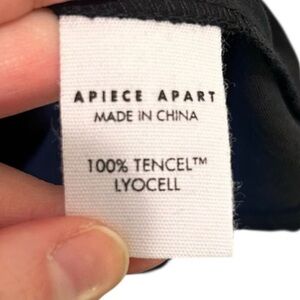 APIECE APART
MADE IN CHINA
100% TENCEL™
LYOCELL